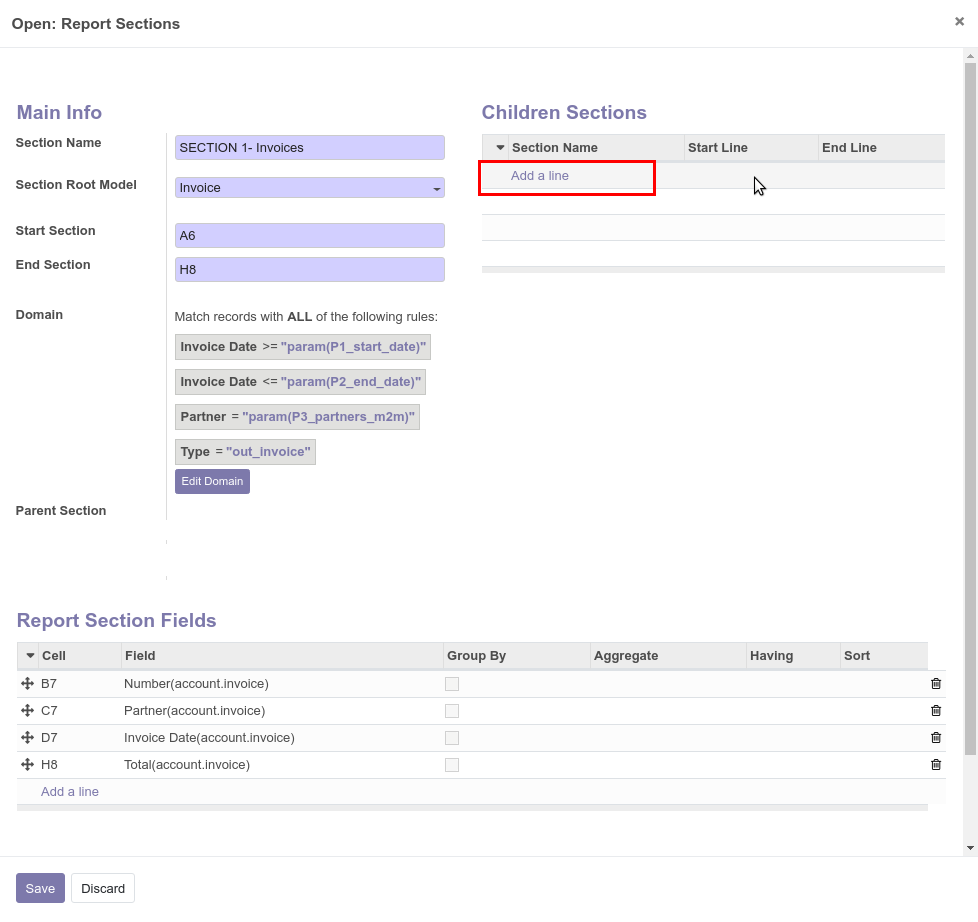 Open: Report Sections
×
Main Info
Section Name
SECTION 1- Invoices
Section Root Model
Invoice
Start Section
A6
End Section
H8
Domain
Match records with ALL of the following rules:
Invoice Date >= "param(P1_start_date)"
Invoice Date <= "param(P2_end_date)"
Partner = "param(P3_partners_m2m)"
Type = "out_invoice"
Edit Domain
Parent Section
Children Sections
Section Name Start Line End Line
Add a line
Report Section Fields
Cell Field Group By Aggregate Having Sort
B7 Number(account.invoice)
C7 Partner(account.invoice)
D7 Invoice Date(account.invoice)
H8 Total(account.invoice)
Add a line
Save Discard